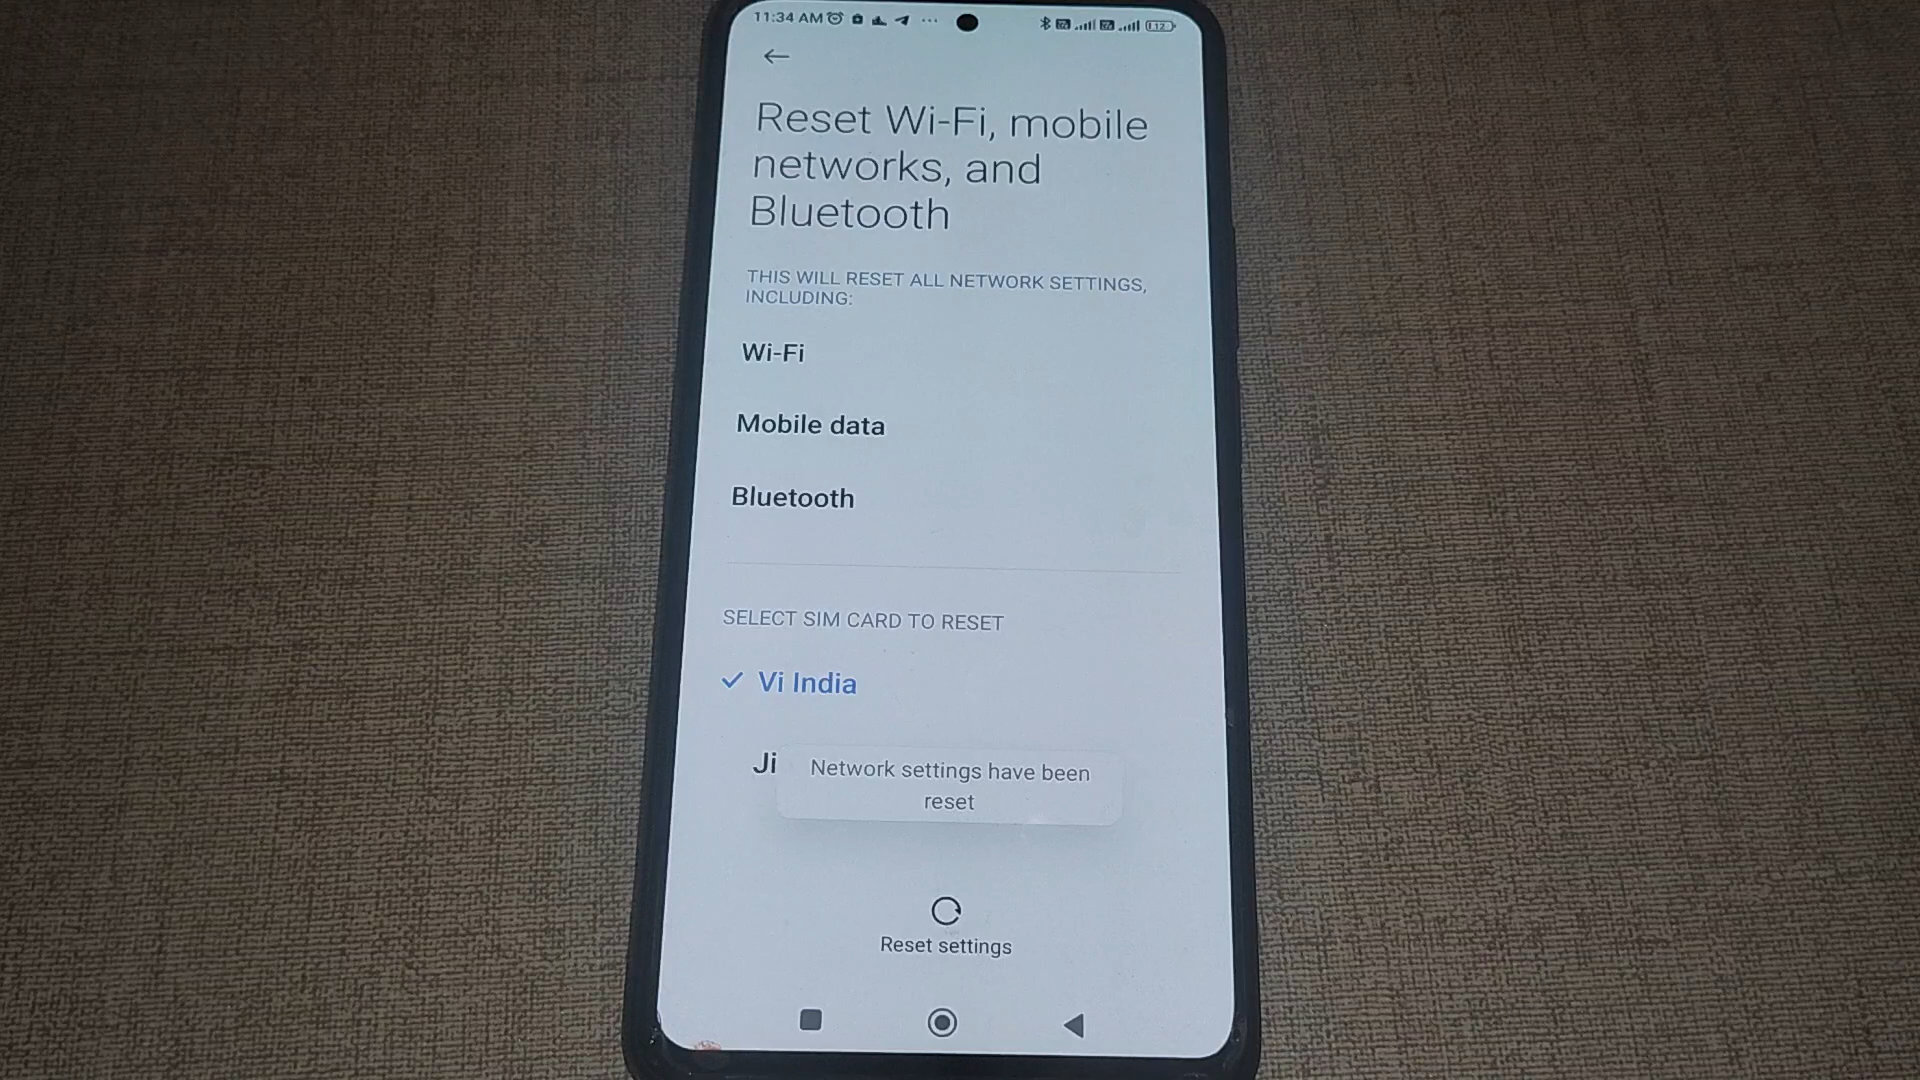 11:34 AM
12
Reset Wi-Fi, mobile
networks, and
Bluetooth
THIS WILL RESET ALL NETWORK SETTINGS,
INCLUDING:
Wi-Fi
Mobile data
Bluetooth
SELECT SIM CARD TO RESET
Vi India
Ji
Network settings have been
reset
Reset settings